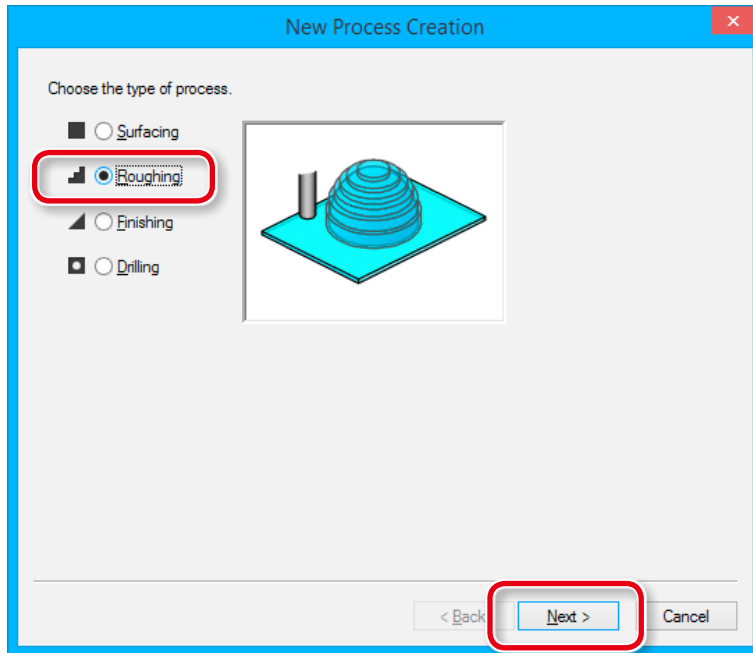 New Process Creation
Choose the type of process.
Surfacing
Roughing
Finishing
Drilling
< Back
Next >
Cancel